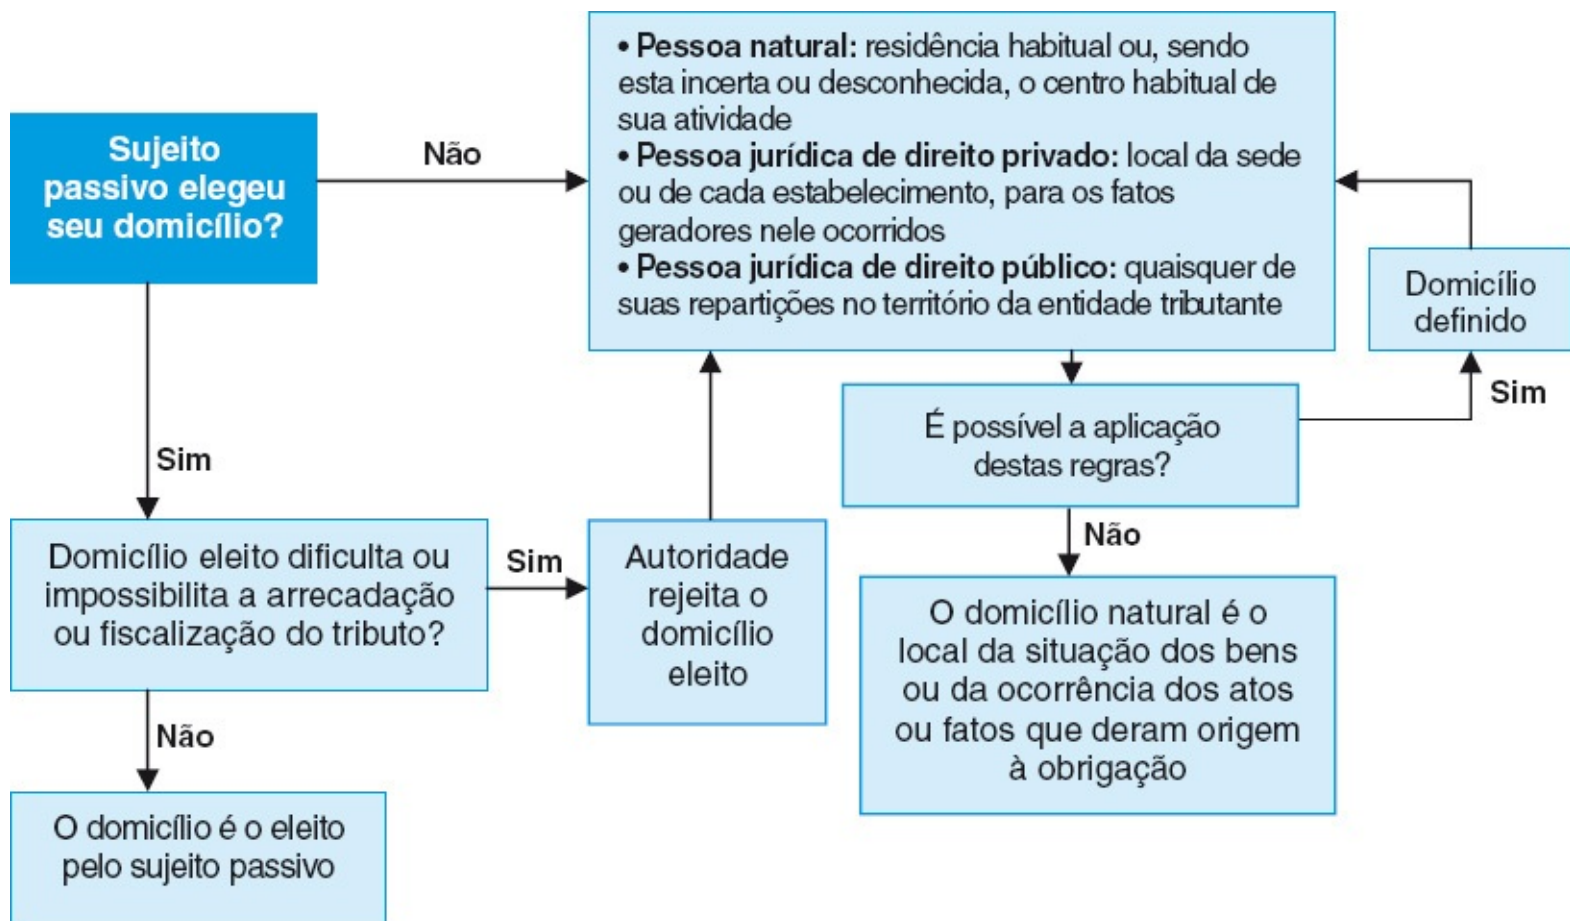 Sujeito
passivo elegeu
seu domicílio?
Não
• Pessoa natural: residência habitual ou, sendo
esta incerta ou desconhecida, o centro habitual de
sua atividade
• Pessoa jurídica de direito privado: local da sede
ou de cada estabelecimento, para os fatos
geradores nele ocorridos
• Pessoa jurídica de direito público: quaisquer de
suas repartições no território da entidade tributante
Domicílio
definido
Sim
É possível a aplicação
destas regras?
Sim
Domicílio eleito dificulta ou
impossibilita a arrecadação
ou fiscalização do tributo?
Sim
Autoridade
rejeita o
domicílio
eleito
Não
O domicílio natural é o
local da situação dos bens
ou da ocorrência dos atos
ou fatos que deram origem
à obrigação
Não
O domicílio é o eleito
pelo sujeito passivo